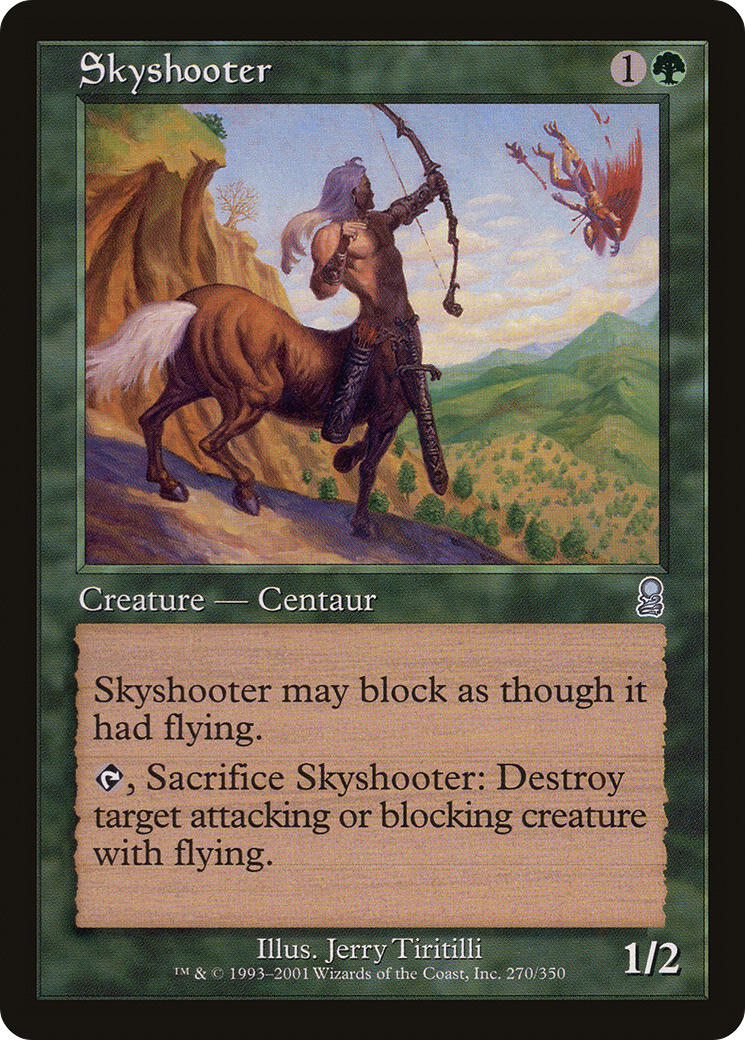 Skyshooter 1
Creature — Centaur
Skyshooter may block as though it
had flying.
, Sacrifice Skyshooter: Destroy
target attacking or blocking creature
with flying.
Illus. Jerry Tiritilli
™ & © 1993–2001 Wizards of the Coast, Inc. 270/350
1/2